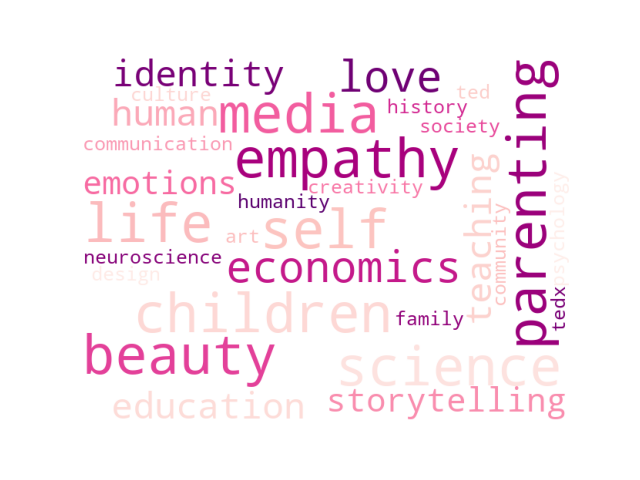 identity
love
culture
ted
human
media
history
society
communication
empathy
parenting
emotions
creativity
teaching
psychology
humanity
life
self
art
community
neuroscience
economics
design
children
family
tedx
beauty
science
education
storytelling